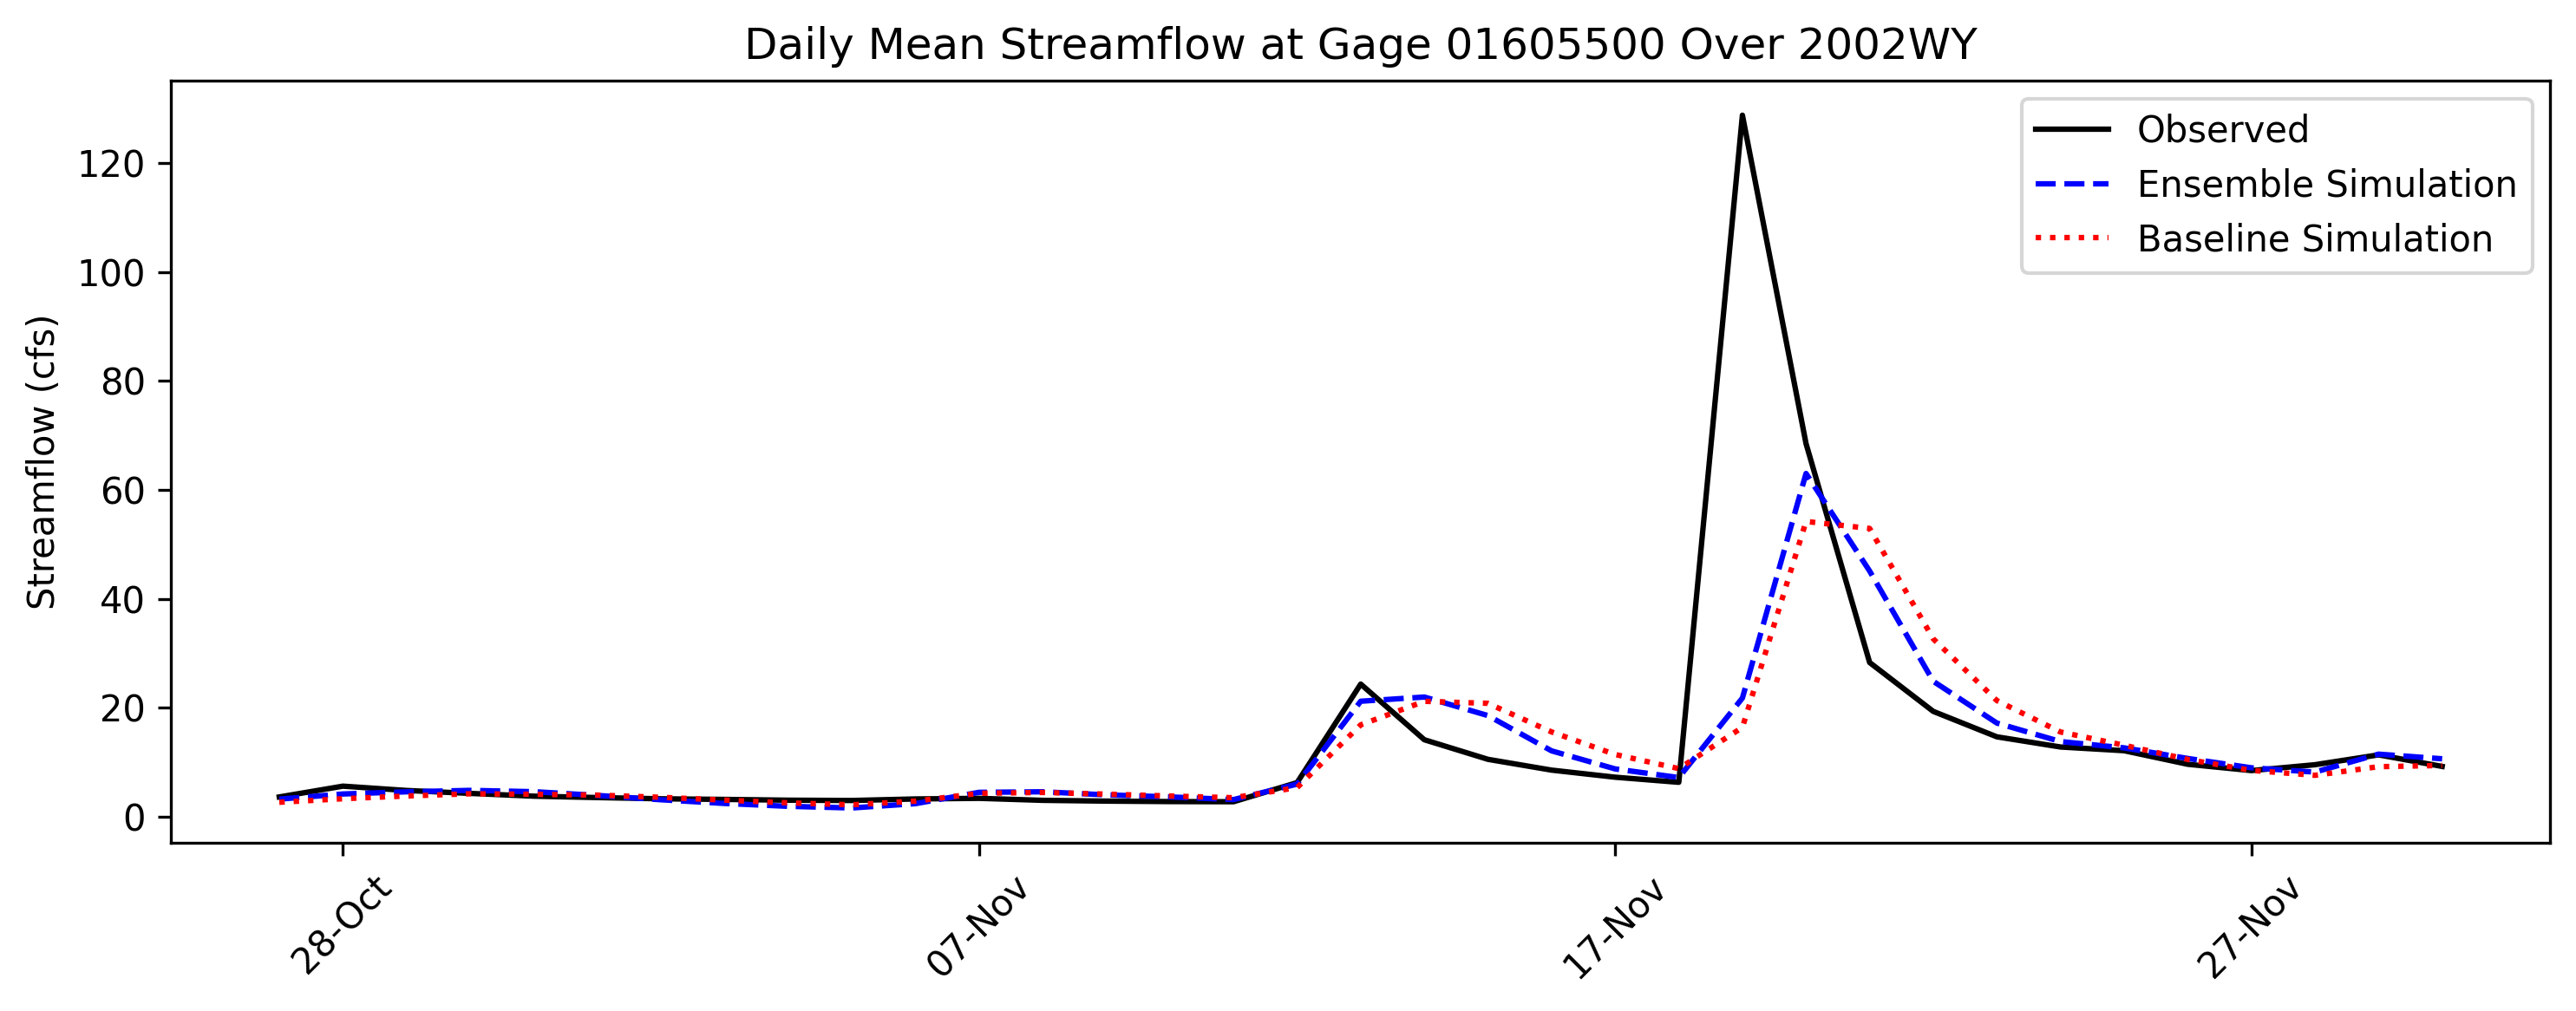 Daily Mean Streamflow at Gage 01605500 Over 2002WY
Streamflow (cfs)
120
100
80
60
40
20
0
Observed
Ensemble Simulation
Baseline Simulation
28-Oct
07-Nov
17-Nov
27-Nov